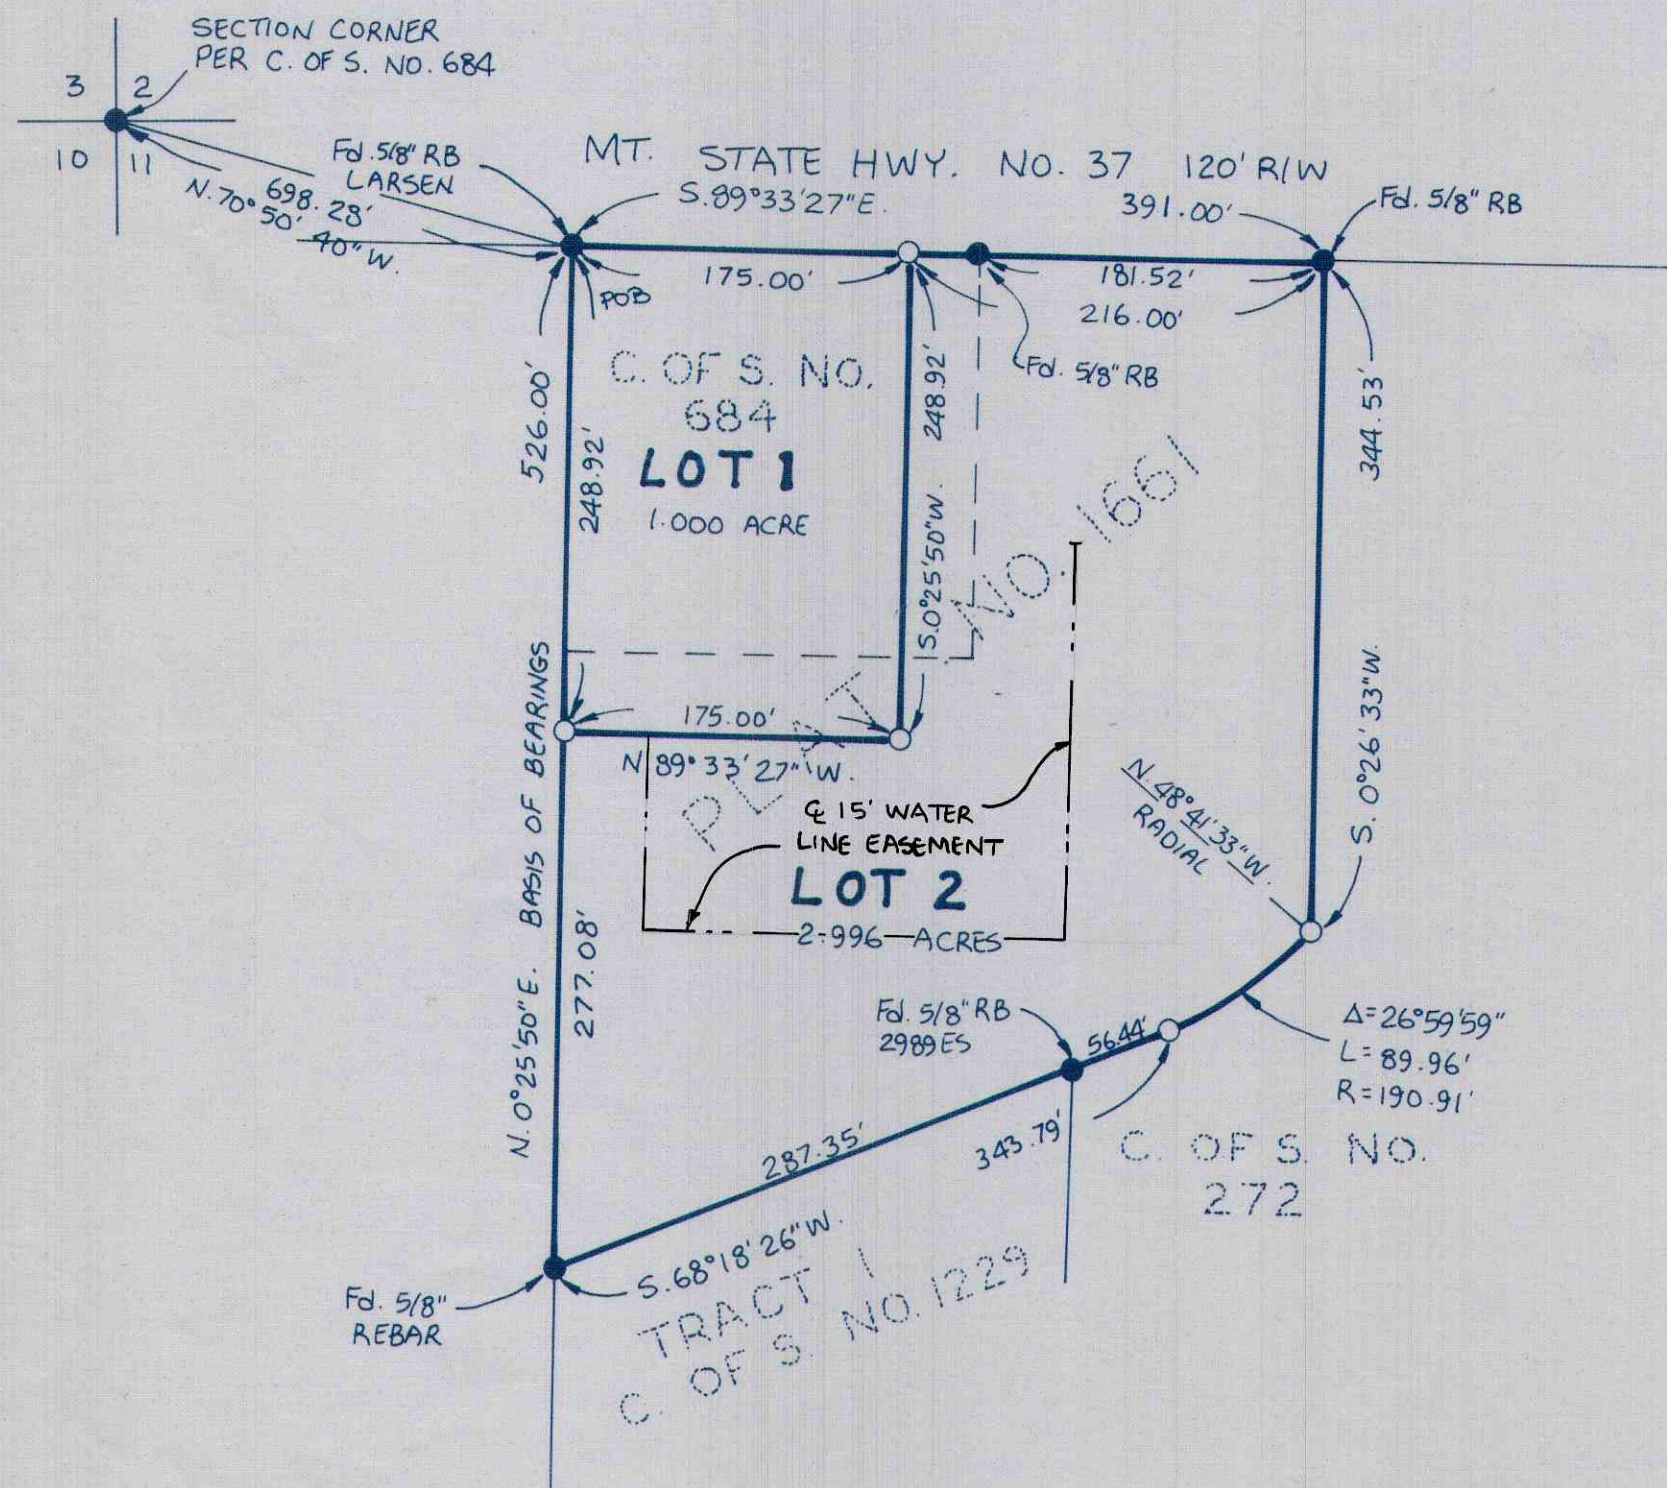 SECTION CORNER
PER C. OF S. NO. 684
3 2
10 11
Fd. 5/8" RB
LARSEN
698.28'
N. 70° 50' 40" W.
MT. STATE HWY. NO. 37 120' R/W
S. 89° 33' 27" E.
391.00'
Fd. 5/8" RB
POB
175.00'
181.52'
216.00'
Fd. 5/8" RB
C. OF S. NO.
684
LOT 1
1.000 ACRE
526.00'
248.92'
248.92'
S. 0° 25' 50" W.
344.53'
S. 0° 26' 33" W.
PLAT NO. 1661
175.00'
N 89° 33' 27" W.
N. 0° 25' 50" E. BASIS OF BEARINGS
277.08'
℄ 15' WATER
LINE EASEMENT
LOT 2
2.996 ACRES
N. 48° 41' 33" W.
RADIAL
Fd. 5/8" RB
2989ES
56.44'
Δ = 26° 59' 59"
L = 89.96'
R = 190.91'
287.35'
343.79'
C. OF S. NO.
272
S. 68° 18' 26" W.
TRACT 1
C. OF S. NO. 1229
Fd. 5/8"
REBAR